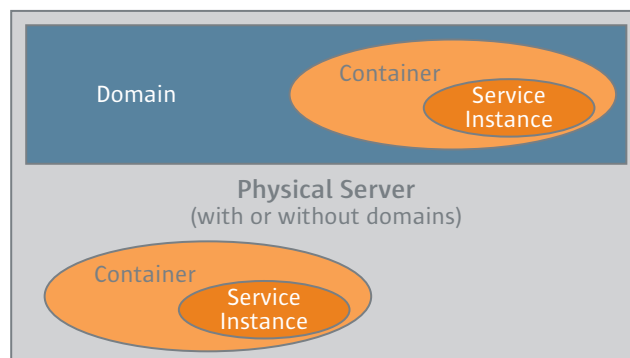 Container
Domain
Service
Instance
Physical Server
(with or without domains)
Container
Service
Instance